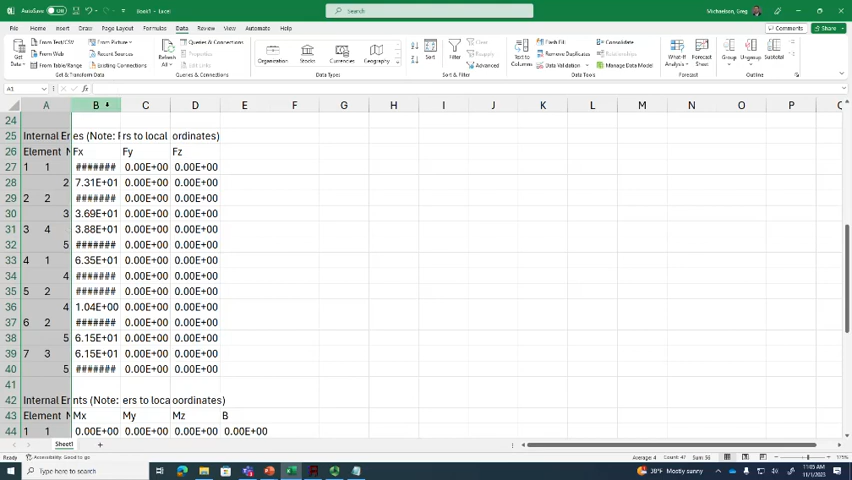 AutoSave Off Book1 - Excel Search Michaelson, Greg
File Home Insert Draw Page Layout Formulas Data Review View Automate Help Comments Share
Get Data From Text/CSV From Picture From Web Recent Sources From Table/Range Existing Connections Refresh All Queries & Connections Properties Organization Stocks Currencies Geography Sort Filter Clear Reapply Advanced Text to Columns Flash Fill Remove Duplicates Data Validation Consolidate Manage Data Model What-If Analysis Forecast Sheet Group Ungroup Subtotal
Get & Transform Data Queries & Connections Data Types Sort & Filter Data Tools Forecast Outline
A1 fx
A B C D E F G H I J K L M N O P
24
25 Internal En es (Note: F rs to local ordinates)
26 Element N Fx Fy Fz
27 1 1 ####### 0.00E+00 0.00E+00
28 2 7.31E+01 0.00E+00 0.00E+00
29 2 2 ####### 0.00E+00 0.00E+00
30 3 3.69E+01 0.00E+00 0.00E+00
31 3 4 3.88E+01 0.00E+00 0.00E+00
32 5 ####### 0.00E+00 0.00E+00
33 4 1 6.35E+01 0.00E+00 0.00E+00
34 4 ####### 0.00E+00 0.00E+00
35 5 2 ####### 0.00E+00 0.00E+00
36 4 1.04E+00 0.00E+00 0.00E+00
37 6 2 ####### 0.00E+00 0.00E+00
38 5 6.15E+01 0.00E+00 0.00E+00
39 7 3 6.15E+01 0.00E+00 0.00E+00
40 5 ####### 0.00E+00 0.00E+00
41
42 Internal En nts (Note: ers to loca oordinates)
43 Element N Mx My Mz B
44 1 1 0.00E+00 0.00E+00 0.00E+00 0.00E+00
Sheet1
Ready Accessibility: Good to go Average: 4 Count: 47 Sum: 56
Type here to search 30°F Mostly sunny 11:05 AM